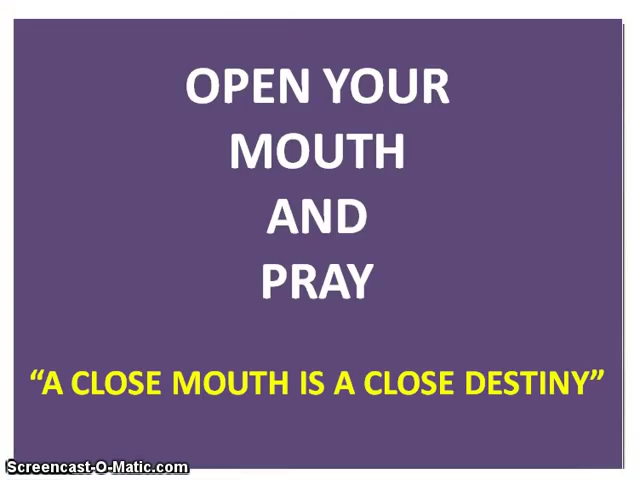 OPEN YOUR
MOUTH
AND
PRAY
“A CLOSE MOUTH IS A CLOSE DESTINY”
Screencast-O-Matic.com